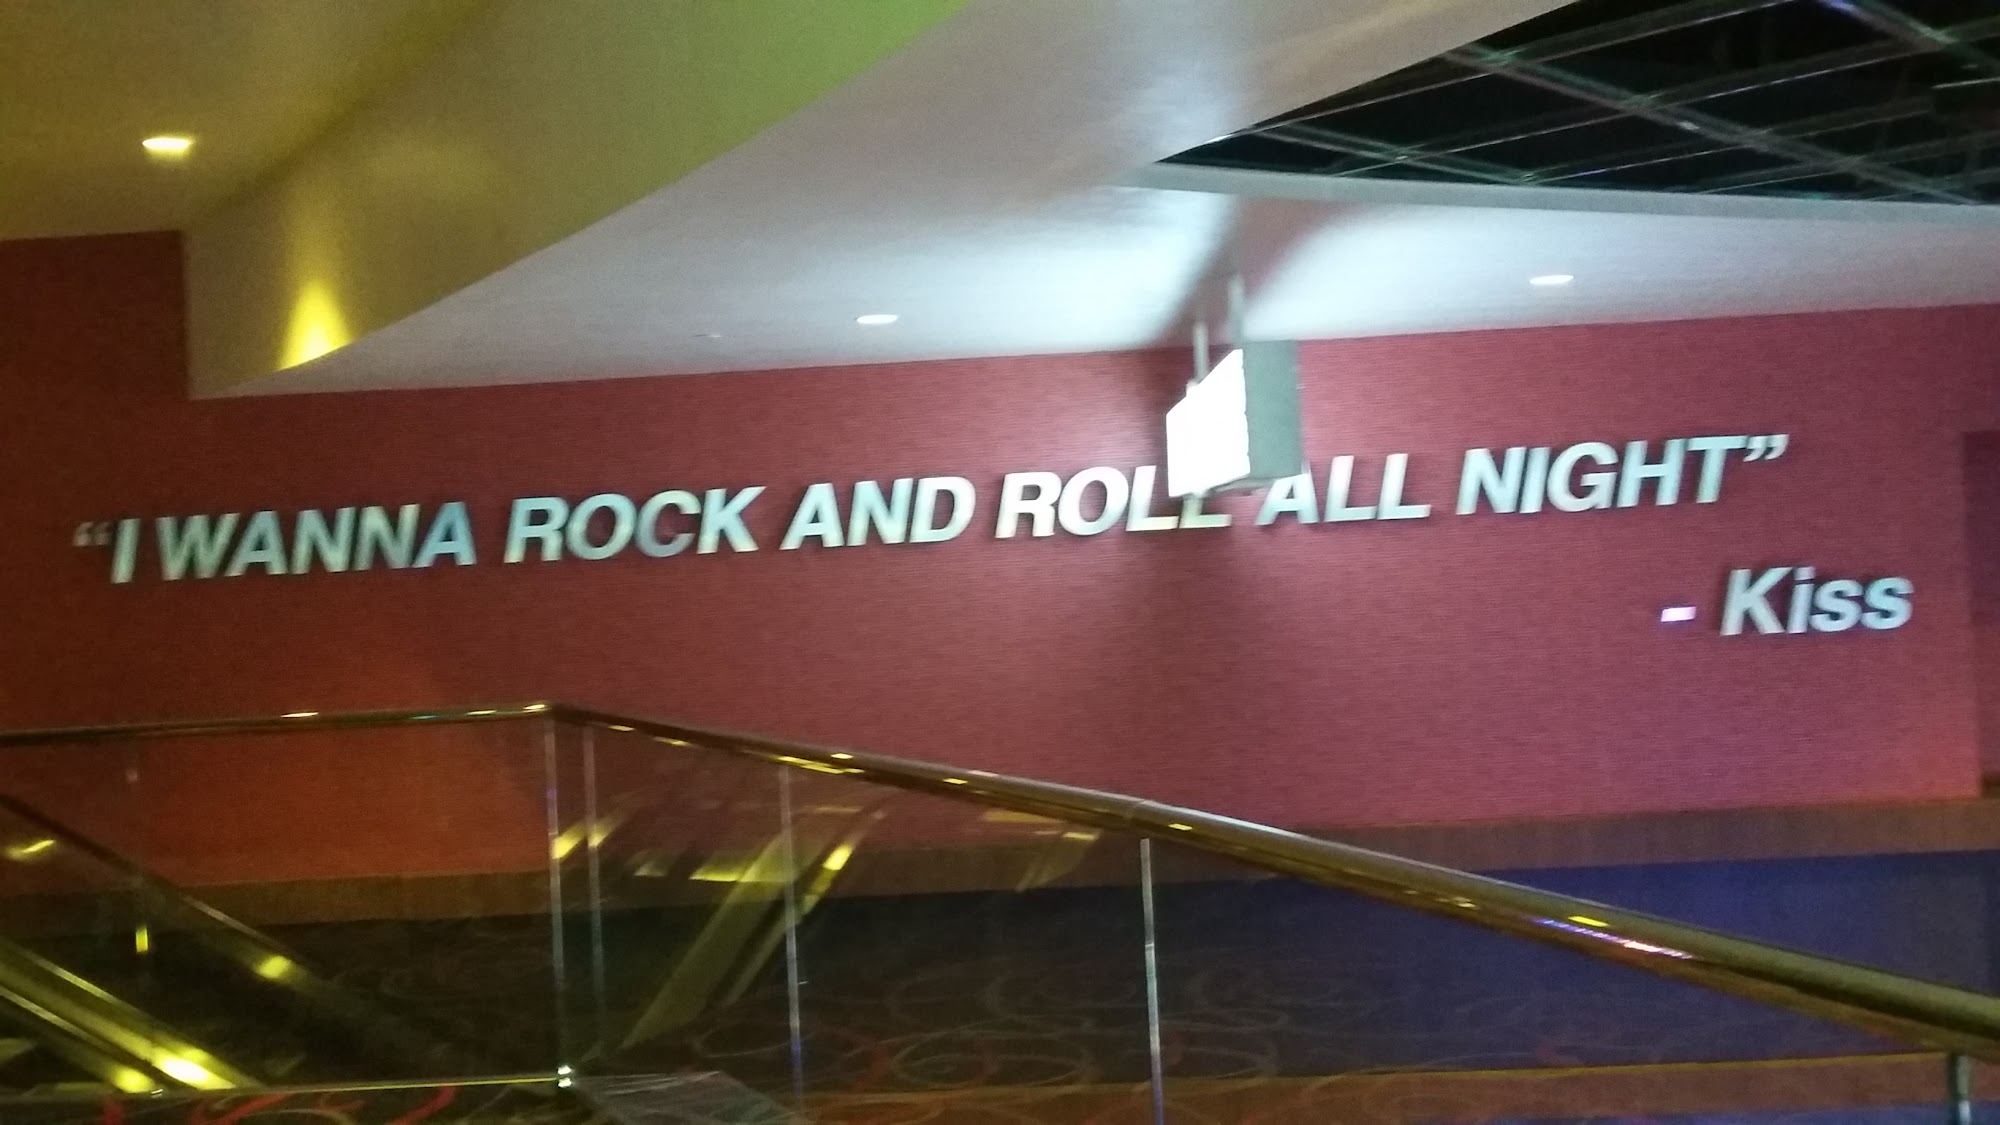 “I WANNA ROCK AND ROLL ALL NIGHT”
- Kiss